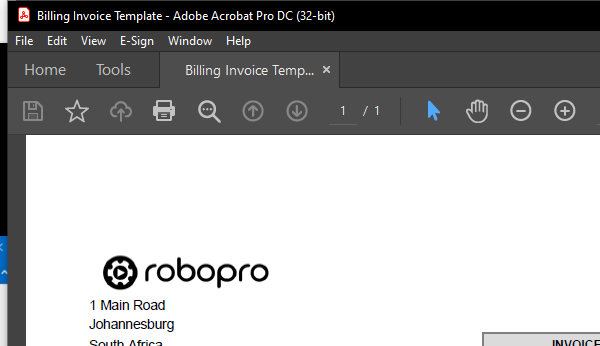 Billing Invoice Template - Adobe Acrobat Pro DC (32-bit)
File Edit View E-Sign Window Help
Home Tools Billing Invoice Temp... ×
1 / 1
robopro
1 Main Road
Johannesburg
South Africa
INVOICE